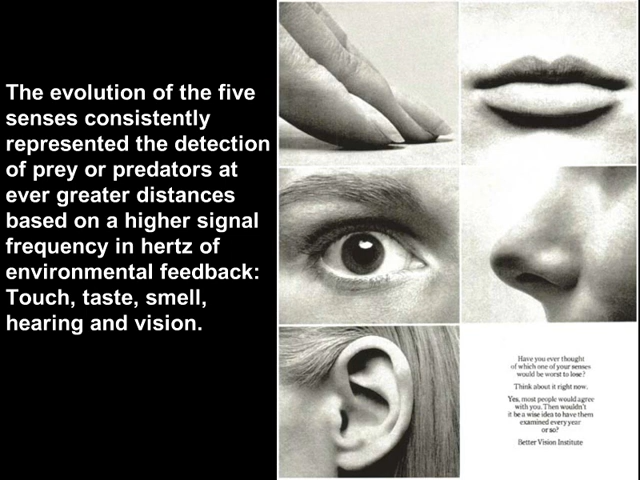 The evolution of the five
senses consistently
represented the detection
of prey or predators at
ever greater distances
based on a higher signal
frequency in hertz of
environmental feedback:
Touch, taste, smell,
hearing and vision.
Have you ever thought
of which one of your senses
would be worst to lose?
Think about it right now.
Yes, most people would agree
with you. Then wouldn't
it be a wise idea to have them
examined every year
or so?
Better Vision Institute